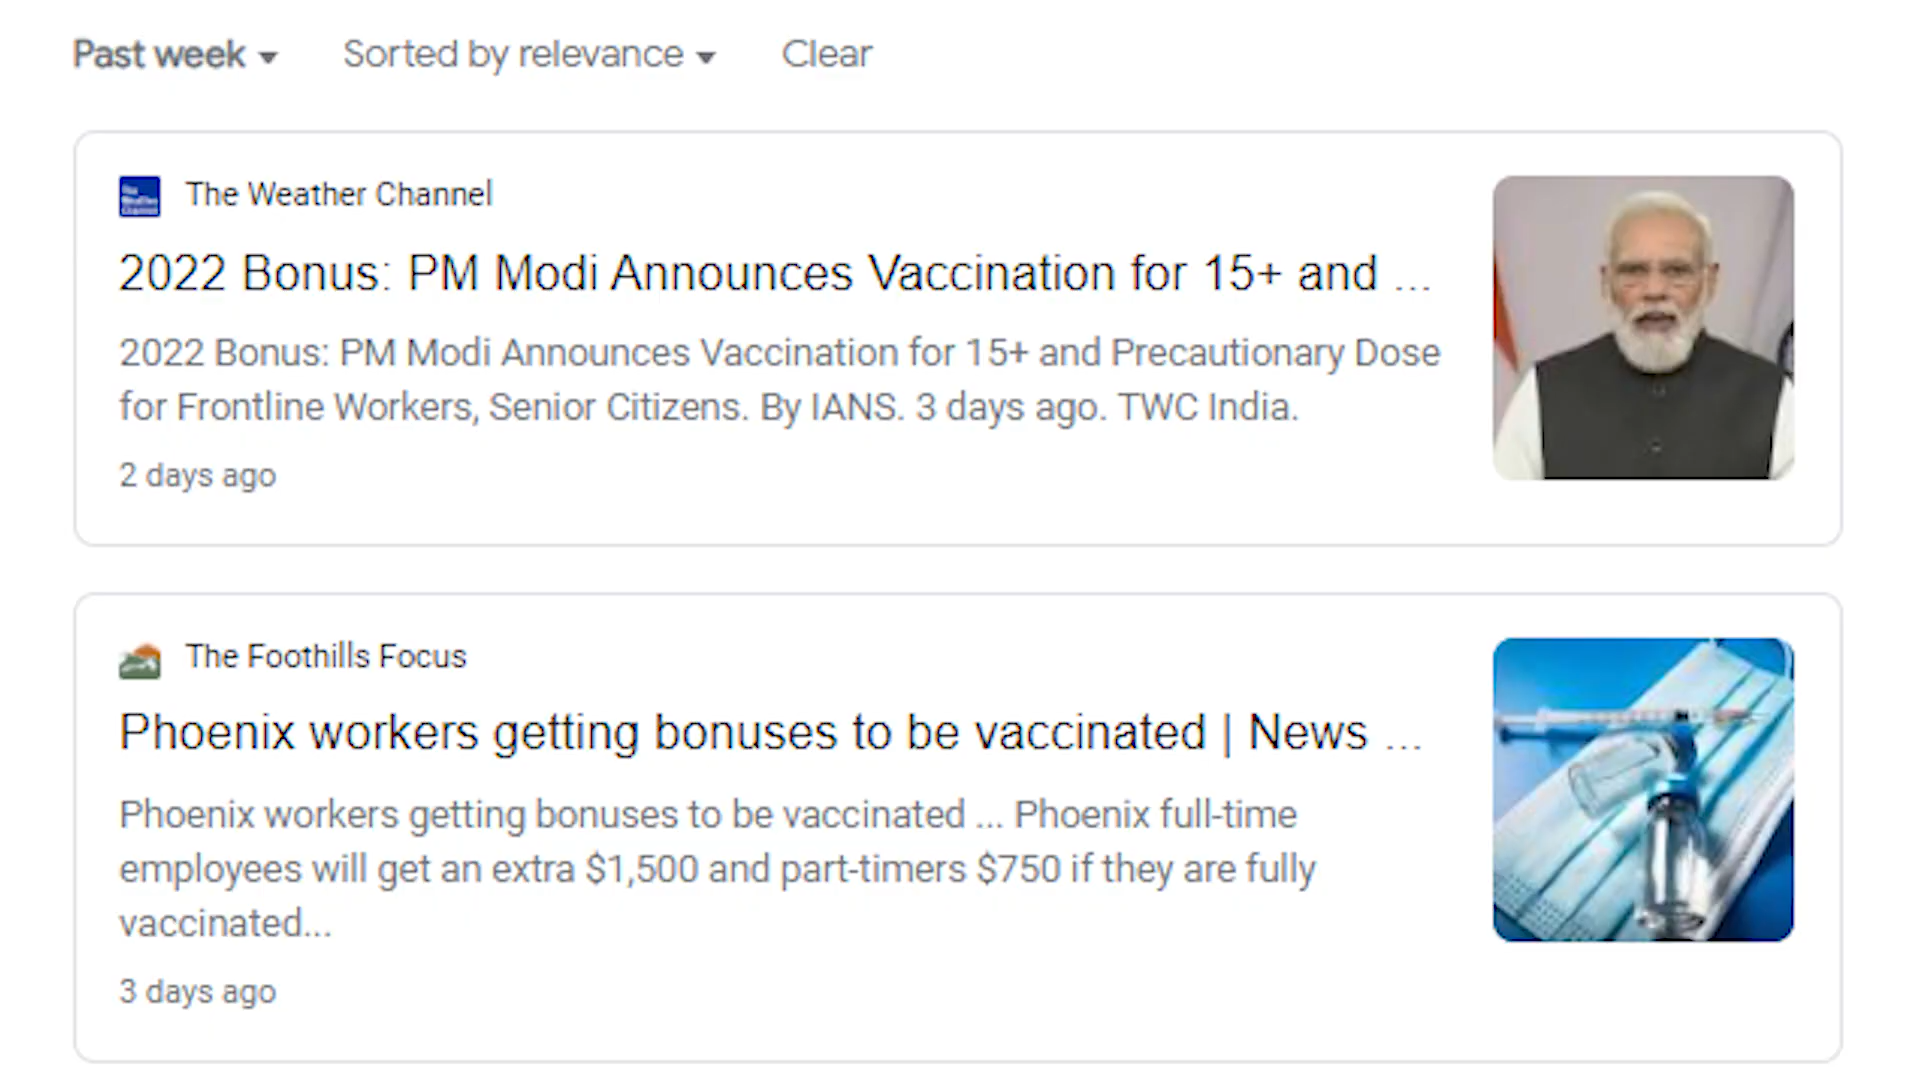 Past week Sorted by relevance Clear
The Weather Channel
2022 Bonus: PM Modi Announces Vaccination for 15+ and ...
2022 Bonus: PM Modi Announces Vaccination for 15+ and Precautionary Dose
for Frontline Workers, Senior Citizens. By IANS. 3 days ago. TWC India.
2 days ago
The Foothills Focus
Phoenix workers getting bonuses to be vaccinated | News ...
Phoenix workers getting bonuses to be vaccinated ... Phoenix full-time
employees will get an extra $1,500 and part-timers $750 if they are fully
vaccinated...
3 days ago